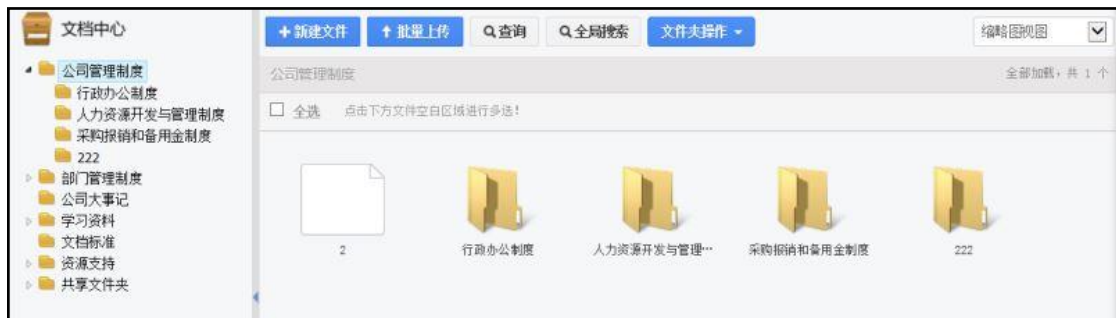 文档中心
公司管理制度
行政办公制度
人力资源开发与管理制度
采购报销和备用金制度
222
部门管理制度
公司大事记
学习资料
文档标准
资源支持
共享文件夹
新建文件 批量上传 查询 全局搜索 文件夹操作 缩略图视图
公司管理制度 全部加载，共 1 个
全选 点击下方文件空白区域进行多选!
2 行政办公制度 人力资源开发与管理… 采购报销和备用金制度 222